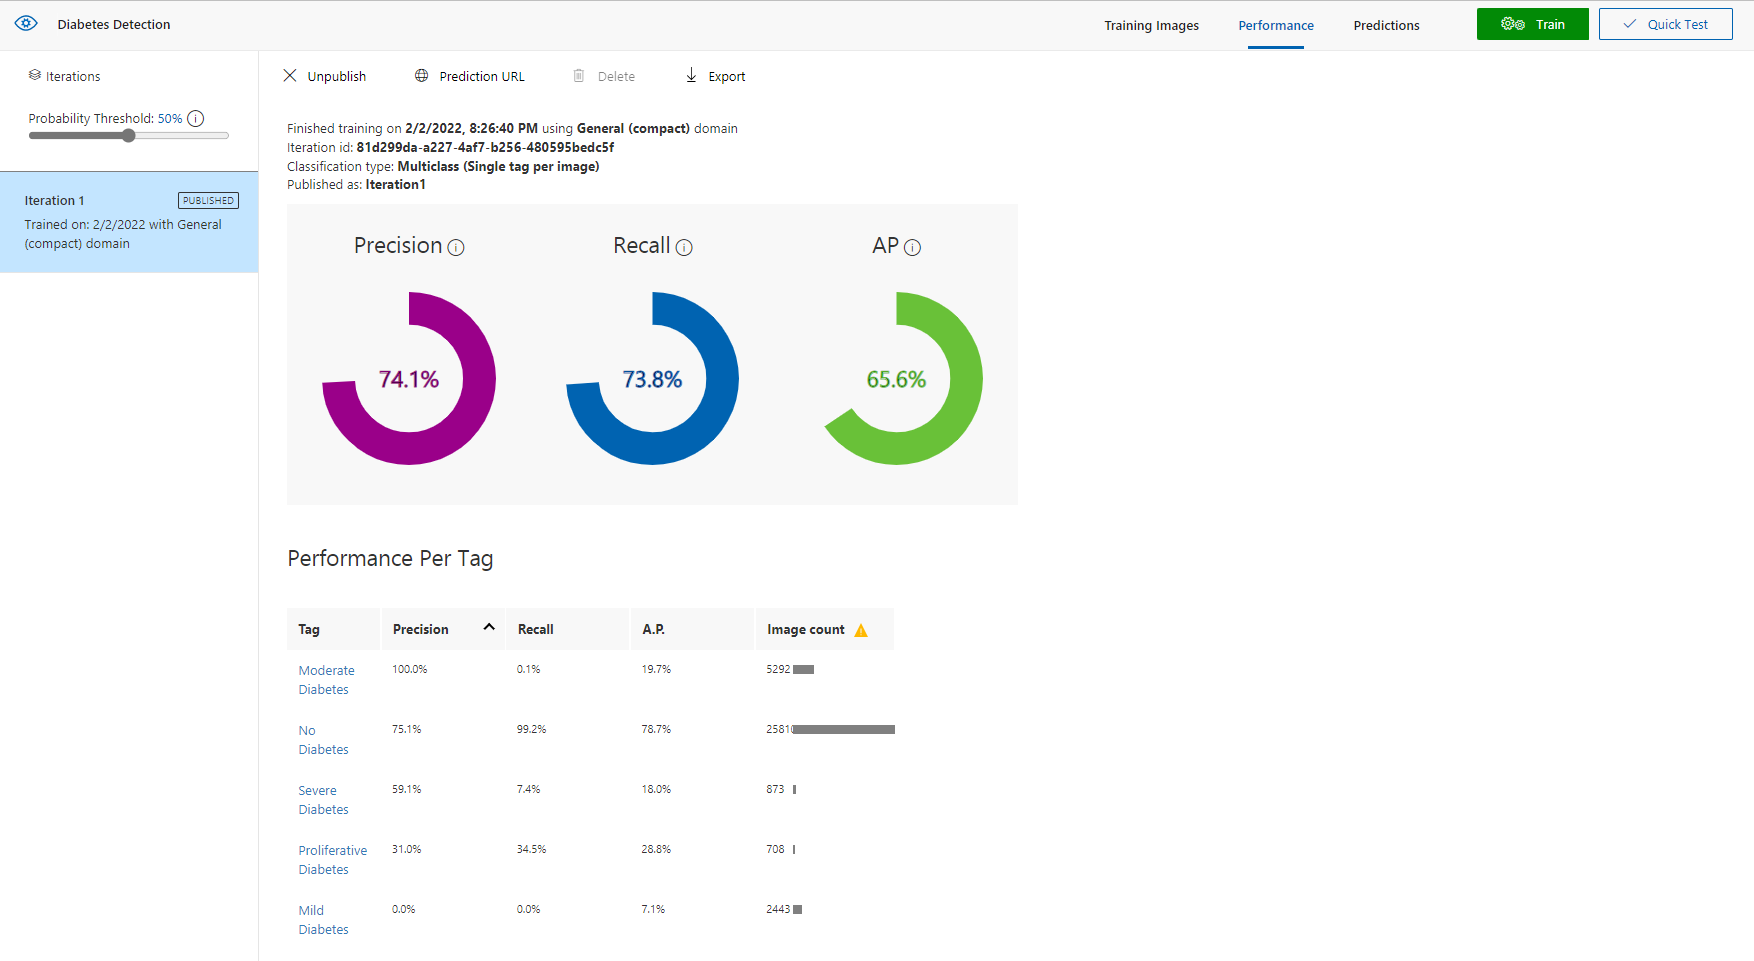 Diabetes Detection
Training Images
Performance
Predictions
Train
Quick Test
Iterations
Probability Threshold: 50%
Iteration 1
PUBLISHED
Trained on: 2/2/2022 with General
(compact) domain
Unpublish
Prediction URL
Delete
Export
Finished training on 2/2/2022, 8:26:40 PM using General (compact) domain
Iteration id: 81d299da-a227-4af7-b256-480595bedc5f
Classification type: Multiclass (Single tag per image)
Published as: Iteration1
Precision
Recall
AP
74.1%
73.8%
65.6%
Performance Per Tag
Tag Precision Recall A.P. Image count
Moderate
Diabetes
100.0% 0.1% 19.7% 5292
No
Diabetes
75.1% 99.2% 78.7% 25810
Severe
Diabetes
59.1% 7.4% 18.0% 873
Proliferative
Diabetes
31.0% 34.5% 28.8% 708
Mild
Diabetes
0.0% 0.0% 7.1% 2443